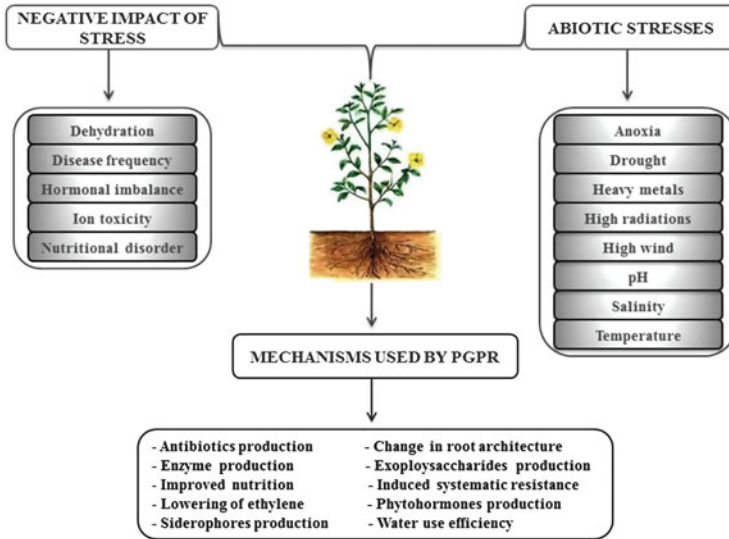 NEGATIVE IMPACT OF
STRESS
Dehydration
Disease frequency
Hormonal imbalance
Ion toxicity
Nutritional disorder
ABIOTIC STRESSES
Anoxia
Drought
Heavy metals
High radiations
High wind
pH
Salinity
Temperature
MECHANISMS USED BY PGPR
- Antibiotics production
- Enzyme production
- Improved nutrition
- Lowering of ethylene
- Siderophores production
- Change in root architecture
- Exoploysaccharides production
- Induced systematic resistance
- Phytohormones production
- Water use efficiency